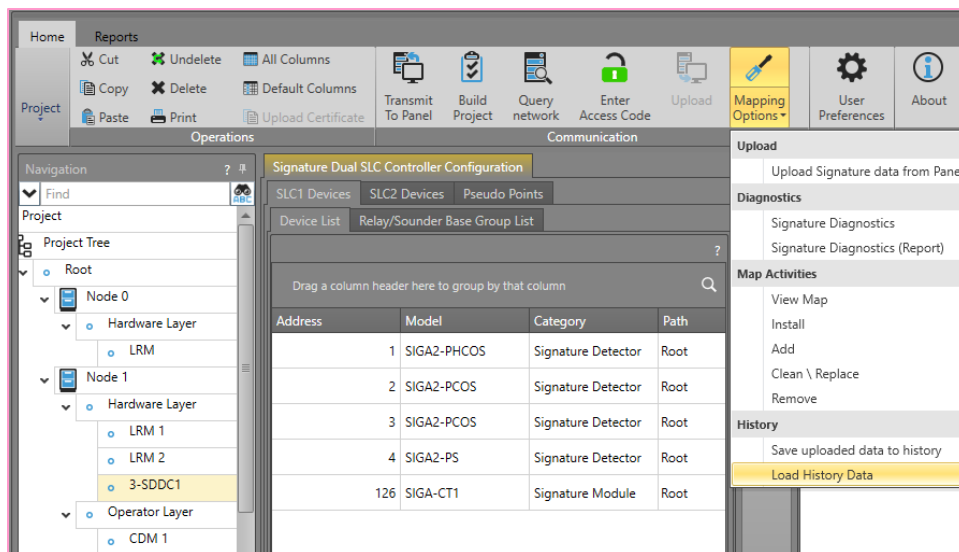 Home Reports
Cut Undelete All Columns
Copy Delete Default Columns
Paste Print Upload Certificate
Project
Transmit To Panel
Build Project
Query network
Enter Access Code
Upload
Mapping Options
User Preferences
About
Operations
Communication
Navigation ?
Find
ABC
Project
Project Tree
Root
Node 0
Hardware Layer
LRM
Node 1
Hardware Layer
LRM 1
LRM 2
3-SDDC1
Operator Layer
CDM 1
Signature Dual SLC Controller Configuration
SLC1 Devices SLC2 Devices Pseudo Points
Device List Relay/Sounder Base Group List
?
Drag a column header here to group by that column
Address Model Category Path
1 SIGA2-PHCOS Signature Detector Root
2 SIGA2-PCOS Signature Detector Root
3 SIGA2-PCOS Signature Detector Root
4 SIGA2-PS Signature Detector Root
126 SIGA-CT1 Signature Module Root
Upload
Upload Signature data from Pane
Diagnostics
Signature Diagnostics
Signature Diagnostics (Report)
Map Activities
View Map
Install
Add
Clean \ Replace
Remove
History
Save uploaded data to history
Load History Data